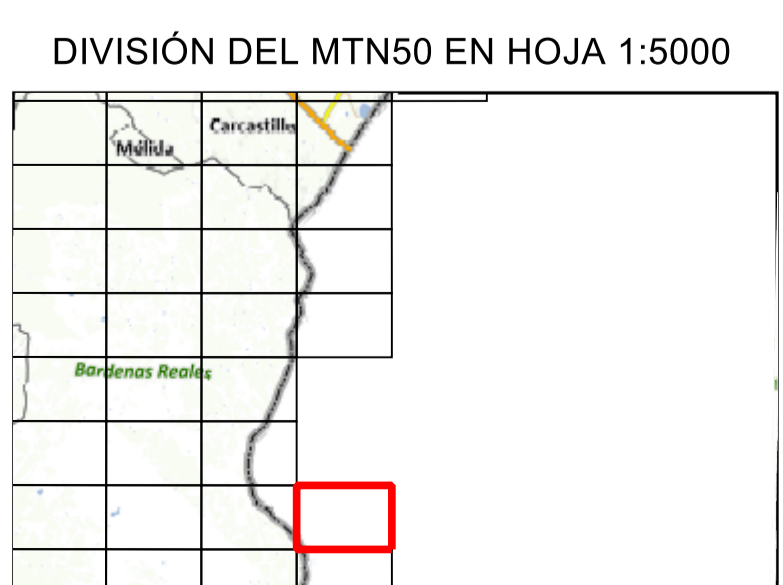 DIVISIÓN DEL MTN50 EN HOJA 1:5000
Carcastillo
Mélida
Bardenas Reales